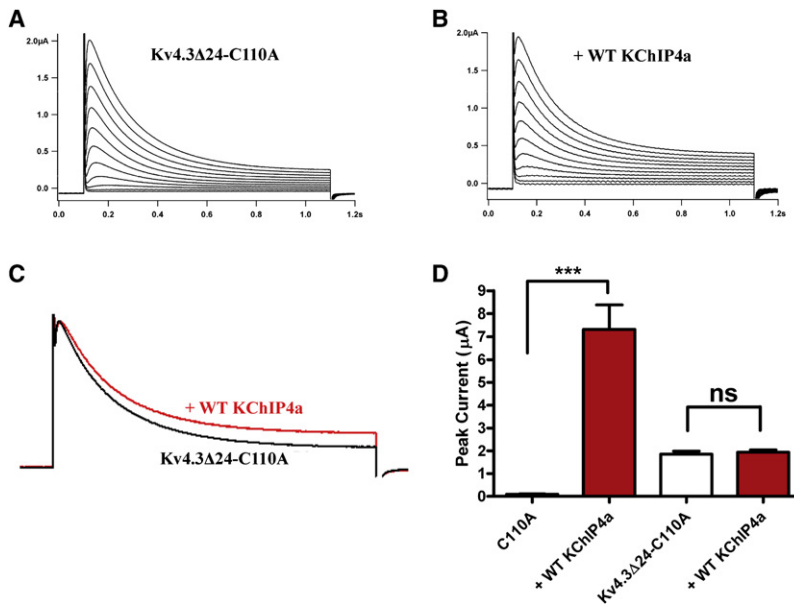 A
2.0µA
1.5
1.0
0.5
0.0
Kv4.3Δ24-C110A
0.0
0.2
0.4
0.6
0.8
1.0
1.2s
B
2.0µA
1.5
1.0
0.5
0.0
+ WT KChIP4a
0.0
0.2
0.4
0.6
0.8
1.0
1.2s
C
+ WT KChIP4a
Kv4.3Δ24-C110A
D
Peak Current (µA)
9
8
7
6
5
4
3
2
1
0
***
ns
C110A
+ WT KChIP4a
Kv4.3Δ24-C110A
+ WT KChIP4a